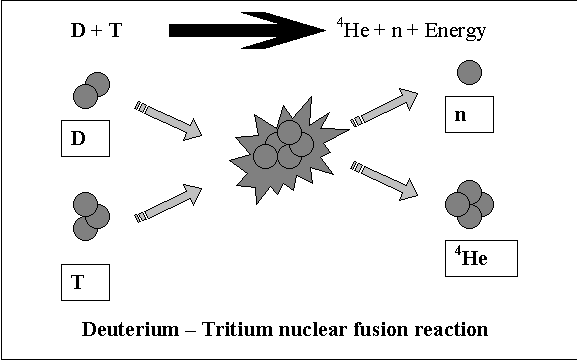 D + T ⁴He + n + Energy
D
n
T
⁴He
Deuterium – Tritium nuclear fusion reaction